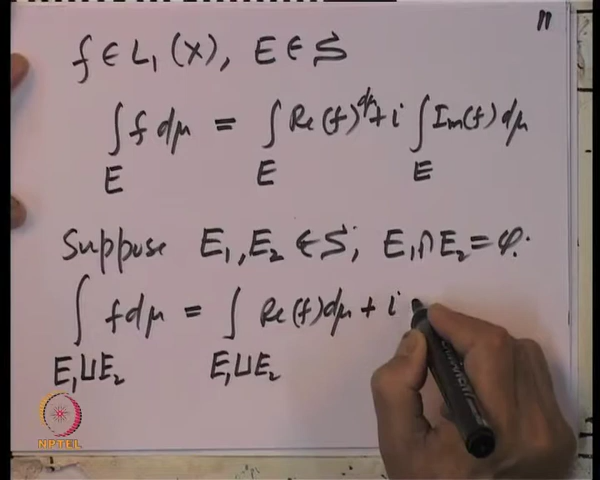 11
f ∈ L₁(X), E ∈ S
∫_E f dμ = ∫_E Re(f) dμ + i ∫_E Im(f) dμ
Suppose E₁, E₂ ∈ S, E₁ ∩ E₂ = φ.
∫_{E₁⊔E₂} f dμ = ∫_{E₁⊔E₂} Re(f) dμ + i
NPTEL